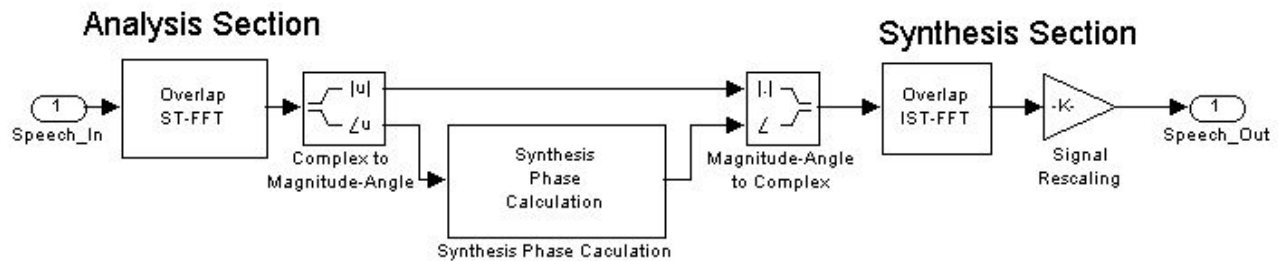 Analysis Section
Synthesis Section
1
Speech_In
Overlap
ST-FFT
|u|
∠u
Complex to
Magnitude-Angle
Synthesis
Phase
Calculation
Synthesis Phase Caculation
|.|
∠
Magnitude-Angle
to Complex
Overlap
IST-FFT
-K-
Signal
Rescaling
1
Speech_Out